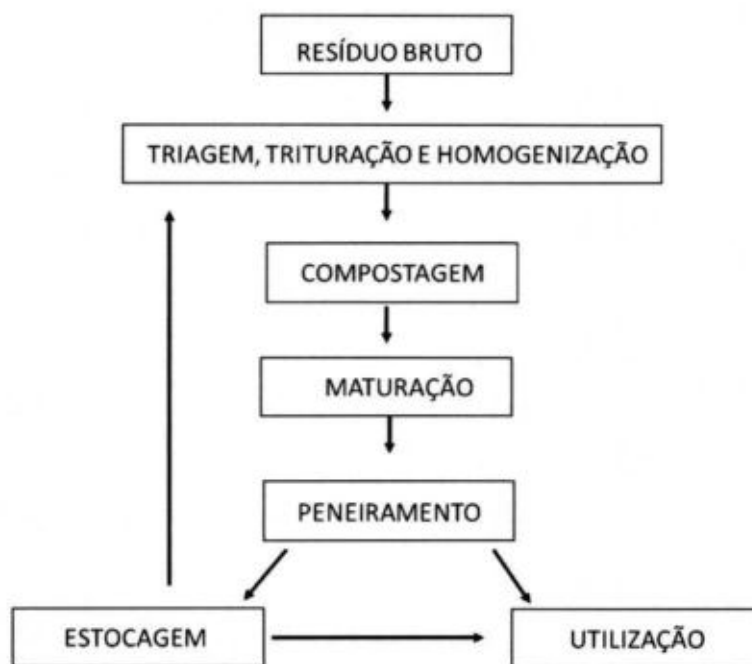 RESÍDUO BRUTO
TRIAGEM, TRITURAÇÃO E HOMOGENIZAÇÃO
COMPOSTAGEM
MATURAÇÃO
PENEIRAMENTO
ESTOCAGEM
UTILIZAÇÃO